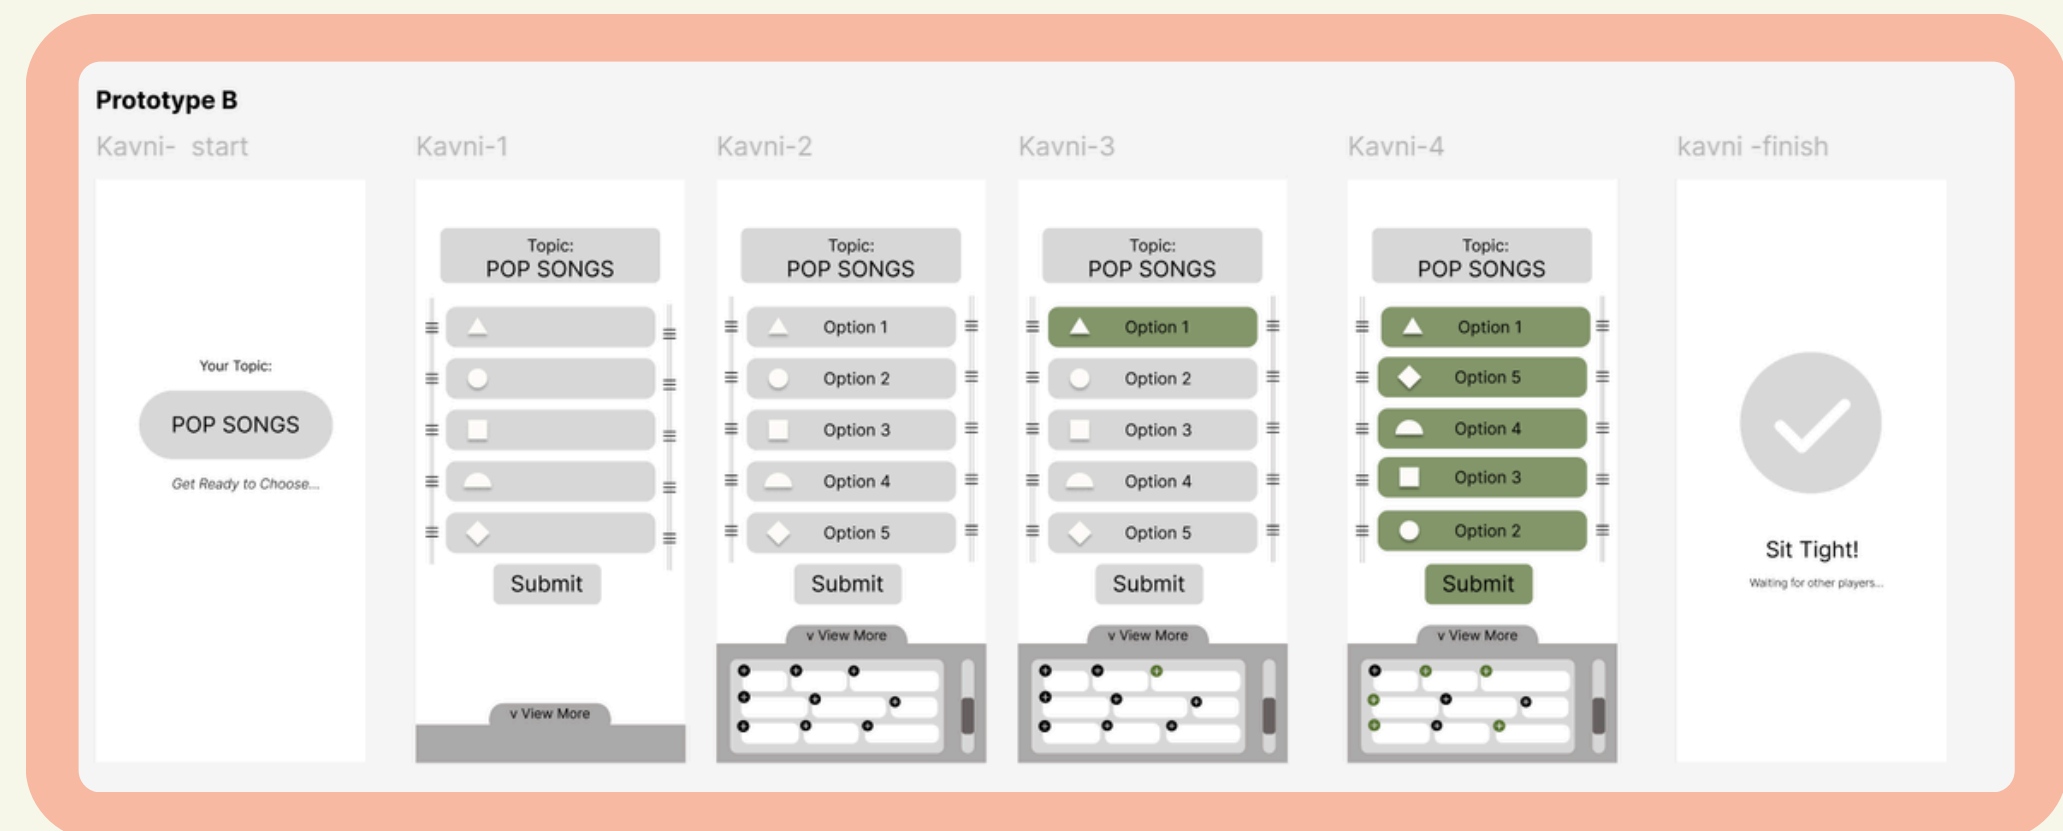 Prototype B
Kavni- start
Your Topic:
POP SONGS
Get Ready to Choose...
Kavni-1
Topic:
POP SONGS
Submit
v View More
Kavni-2
Topic:
POP SONGS
Option 1
Option 2
Option 3
Option 4
Option 5
Submit
v View More
Kavni-3
Topic:
POP SONGS
Option 1
Option 2
Option 3
Option 4
Option 5
Submit
v View More
Kavni-4
Topic:
POP SONGS
Option 1
Option 5
Option 4
Option 3
Option 2
Submit
v View More
kavni -finish
Sit Tight!
Waiting for other players...